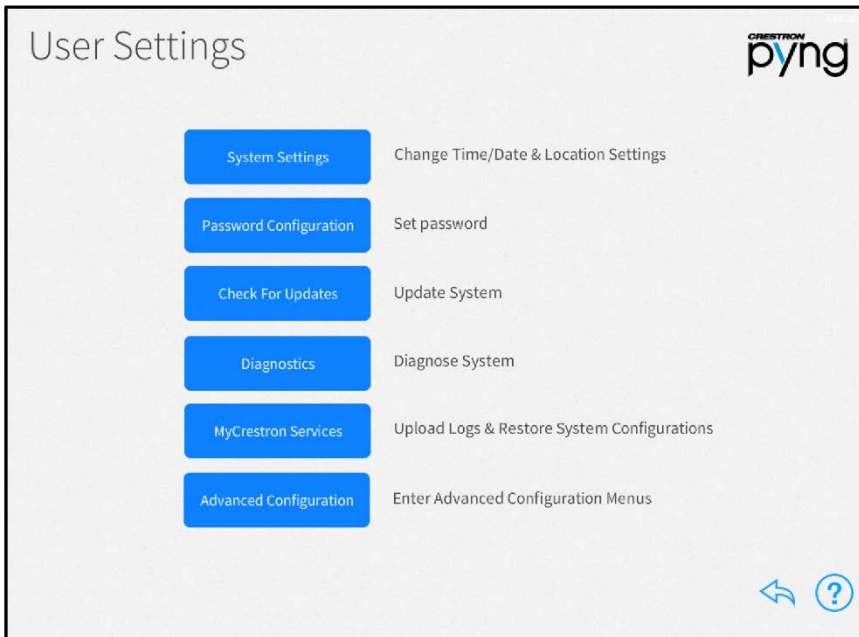 User Settings
CRESTRON
pyng
System Settings
Change Time/Date & Location Settings
Password Configuration
Set password
Check For Updates
Update System
Diagnostics
Diagnose System
MyCrestron Services
Upload Logs & Restore System Configurations
Advanced Configuration
Enter Advanced Configuration Menus
?